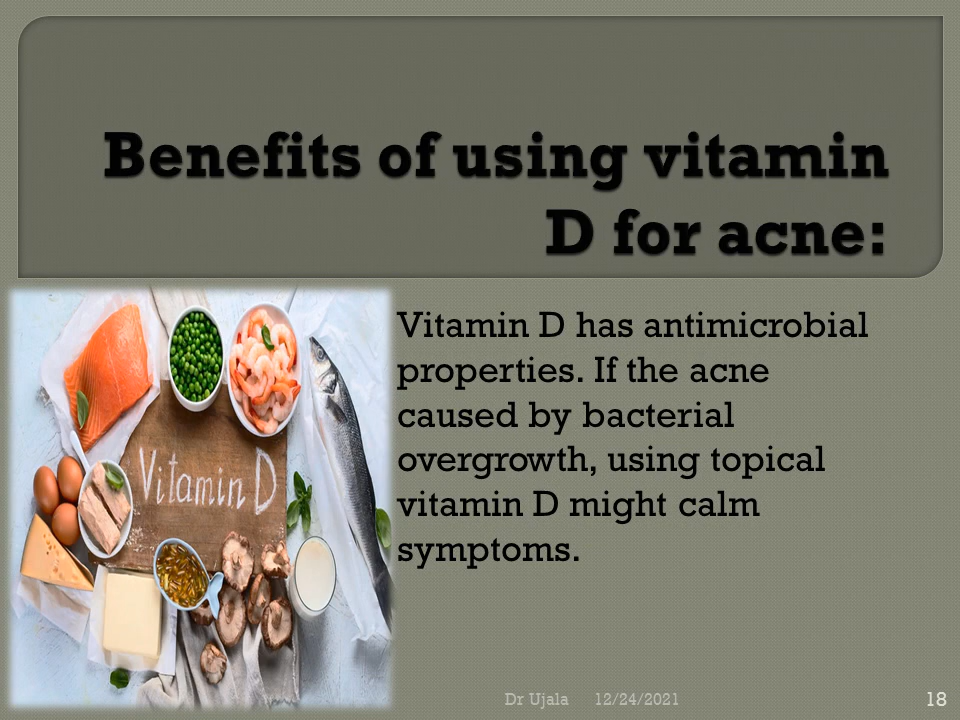 Benefits of using vitamin
D for acne:
Vitamin D has antimicrobial
properties. If the acne
caused by bacterial
overgrowth, using topical
vitamin D might calm
symptoms.
Vitamin D
Dr Ujala 12/24/2021
18